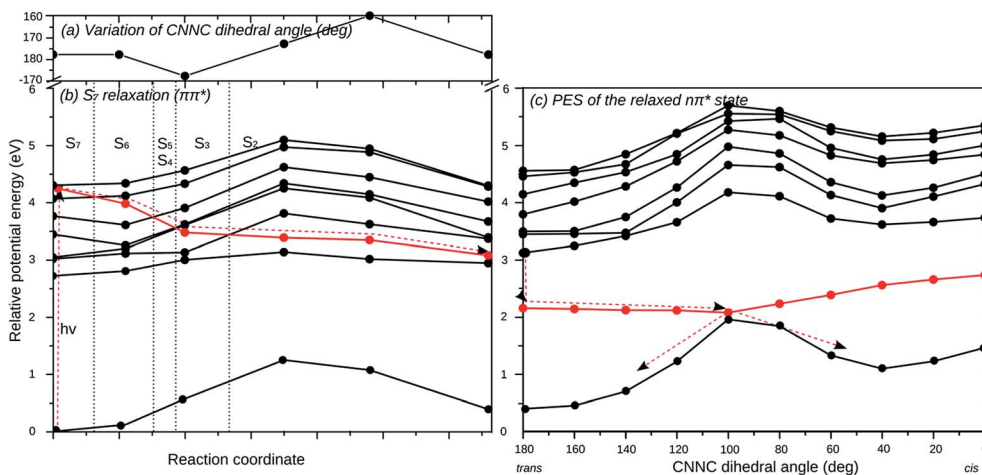 160
170
180
-170
(a) Variation of CNNC dihedral angle (deg)
6
5
4
3
2
1
0
Relative potential energy (eV)
(b) S7 relaxation (ππ*)
S7
S6
S5
S4
S3
S2
hν
Reaction coordinate
6
5
4
3
2
1
0
(c) PES of the relaxed nπ* state
180 160 140 120 100 80 60 40 20 0
trans
CNNC dihedral angle (deg)
cis